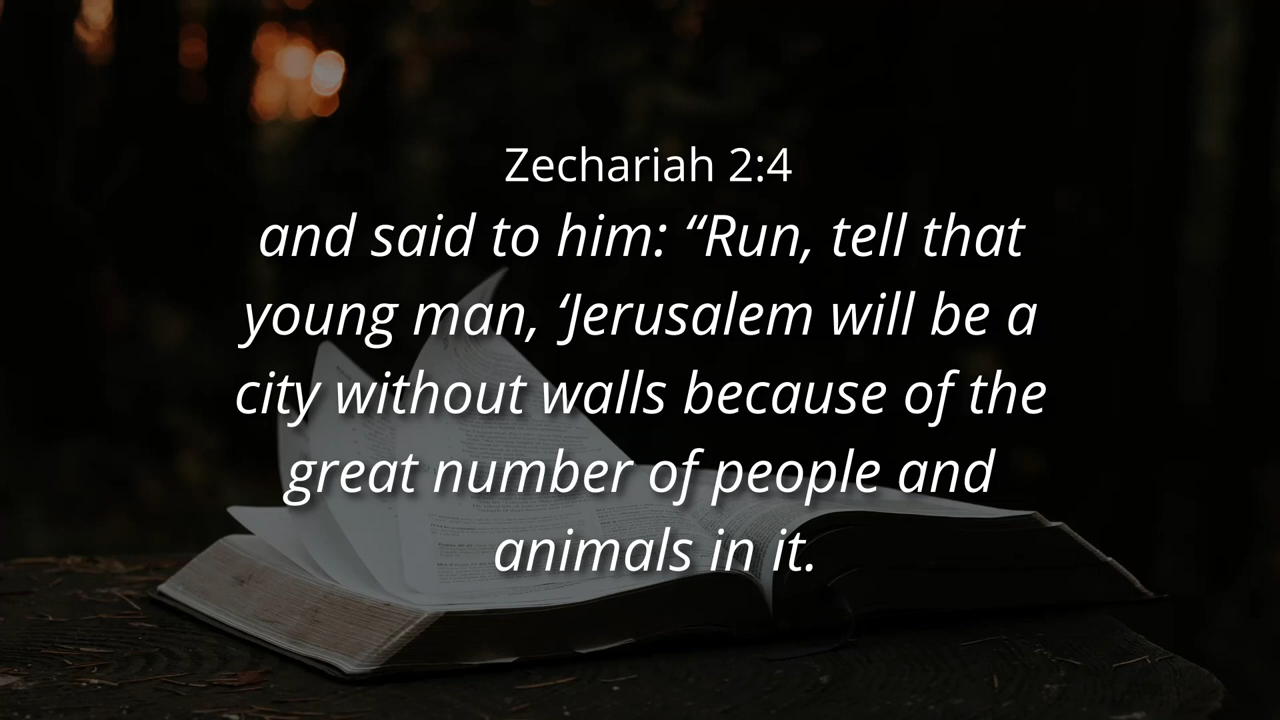 Zechariah 2:4
and said to him: “Run, tell that
young man, ‘Jerusalem will be a
city without walls because of the
great number of people and
animals in it.